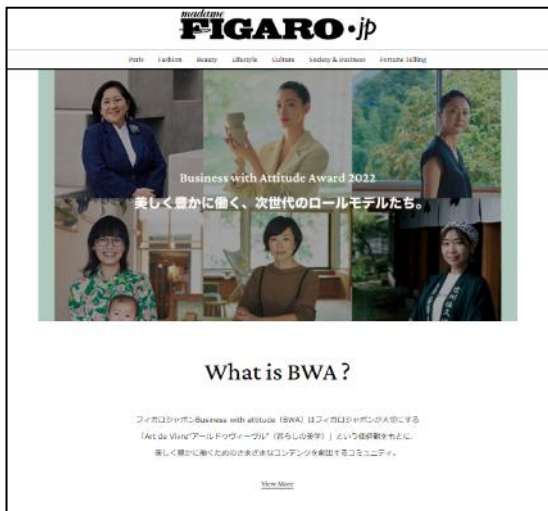 madame
FIGARO.jp
Paris Fashion Beauty Lifestyle Culture Society & Business Fortune Telling
Business with Attitude Award 2022
美しく豊かに働く、次世代のロールモデルたち。
What is BWA ?
フィガロジャポンBusiness with attitude（BWA）はフィガロジャポンが大切にする
「Art de Vivre"アールドゥヴィーヴル"（暮らしの美学）」という価値観をもとに、
美しく豊かに働くためのさまざまなコンテンツを創出するコミュニティ。
View More